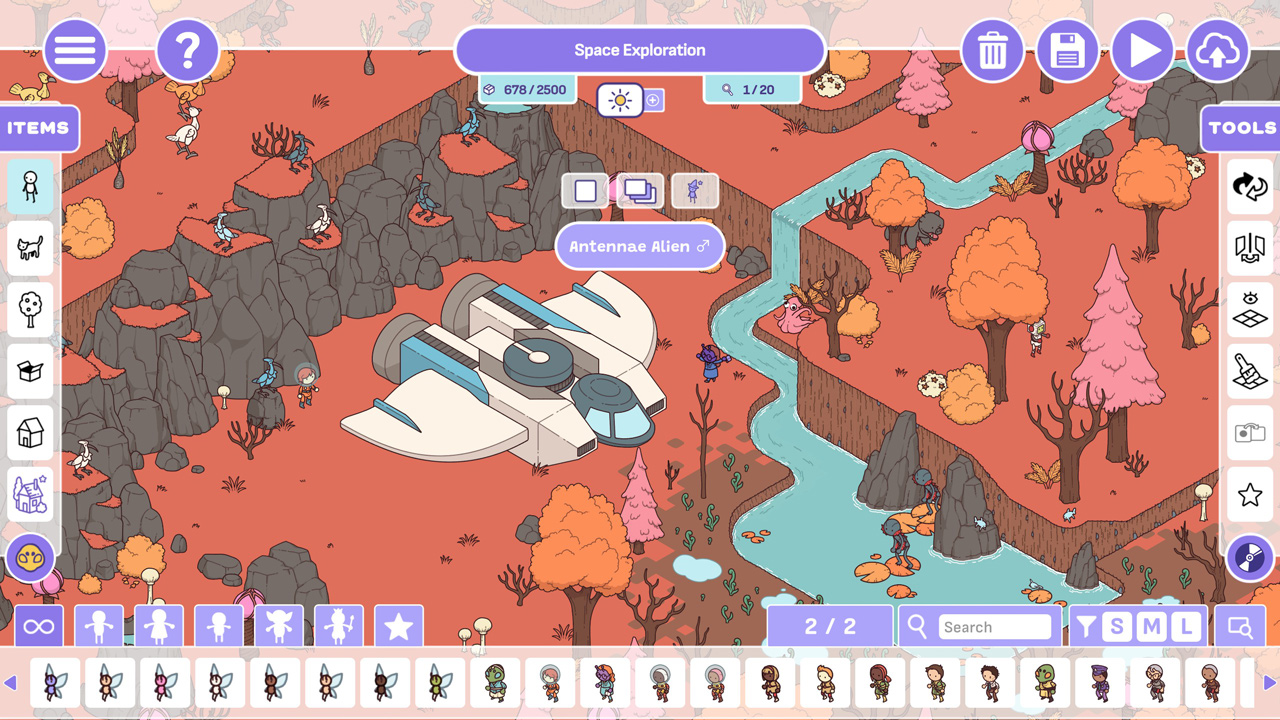 Space Exploration
678 / 2500
1 / 20
ITEMS
TOOLS
Antennae Alien ♂
2 / 2
Search
S M L